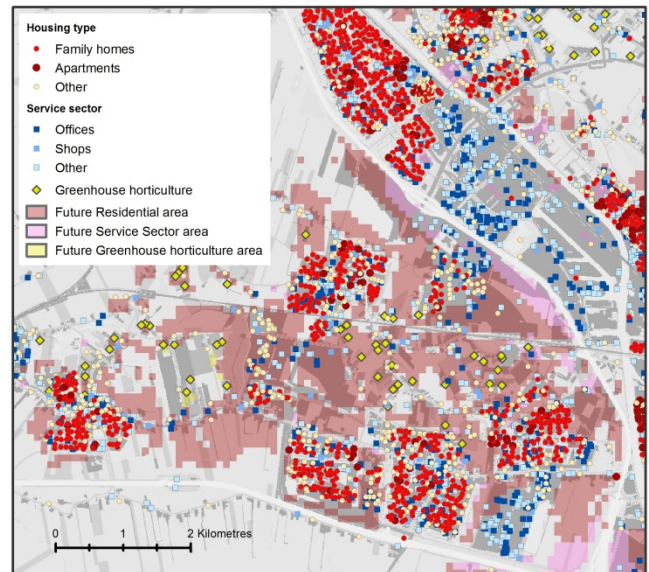 Housing type
Family homes
Apartments
Other
Service sector
Offices
Shops
Other
Greenhouse horticulture
Future Residential area
Future Service Sector area
Future Greenhouse horticulture area
0 1 2 Kilometres